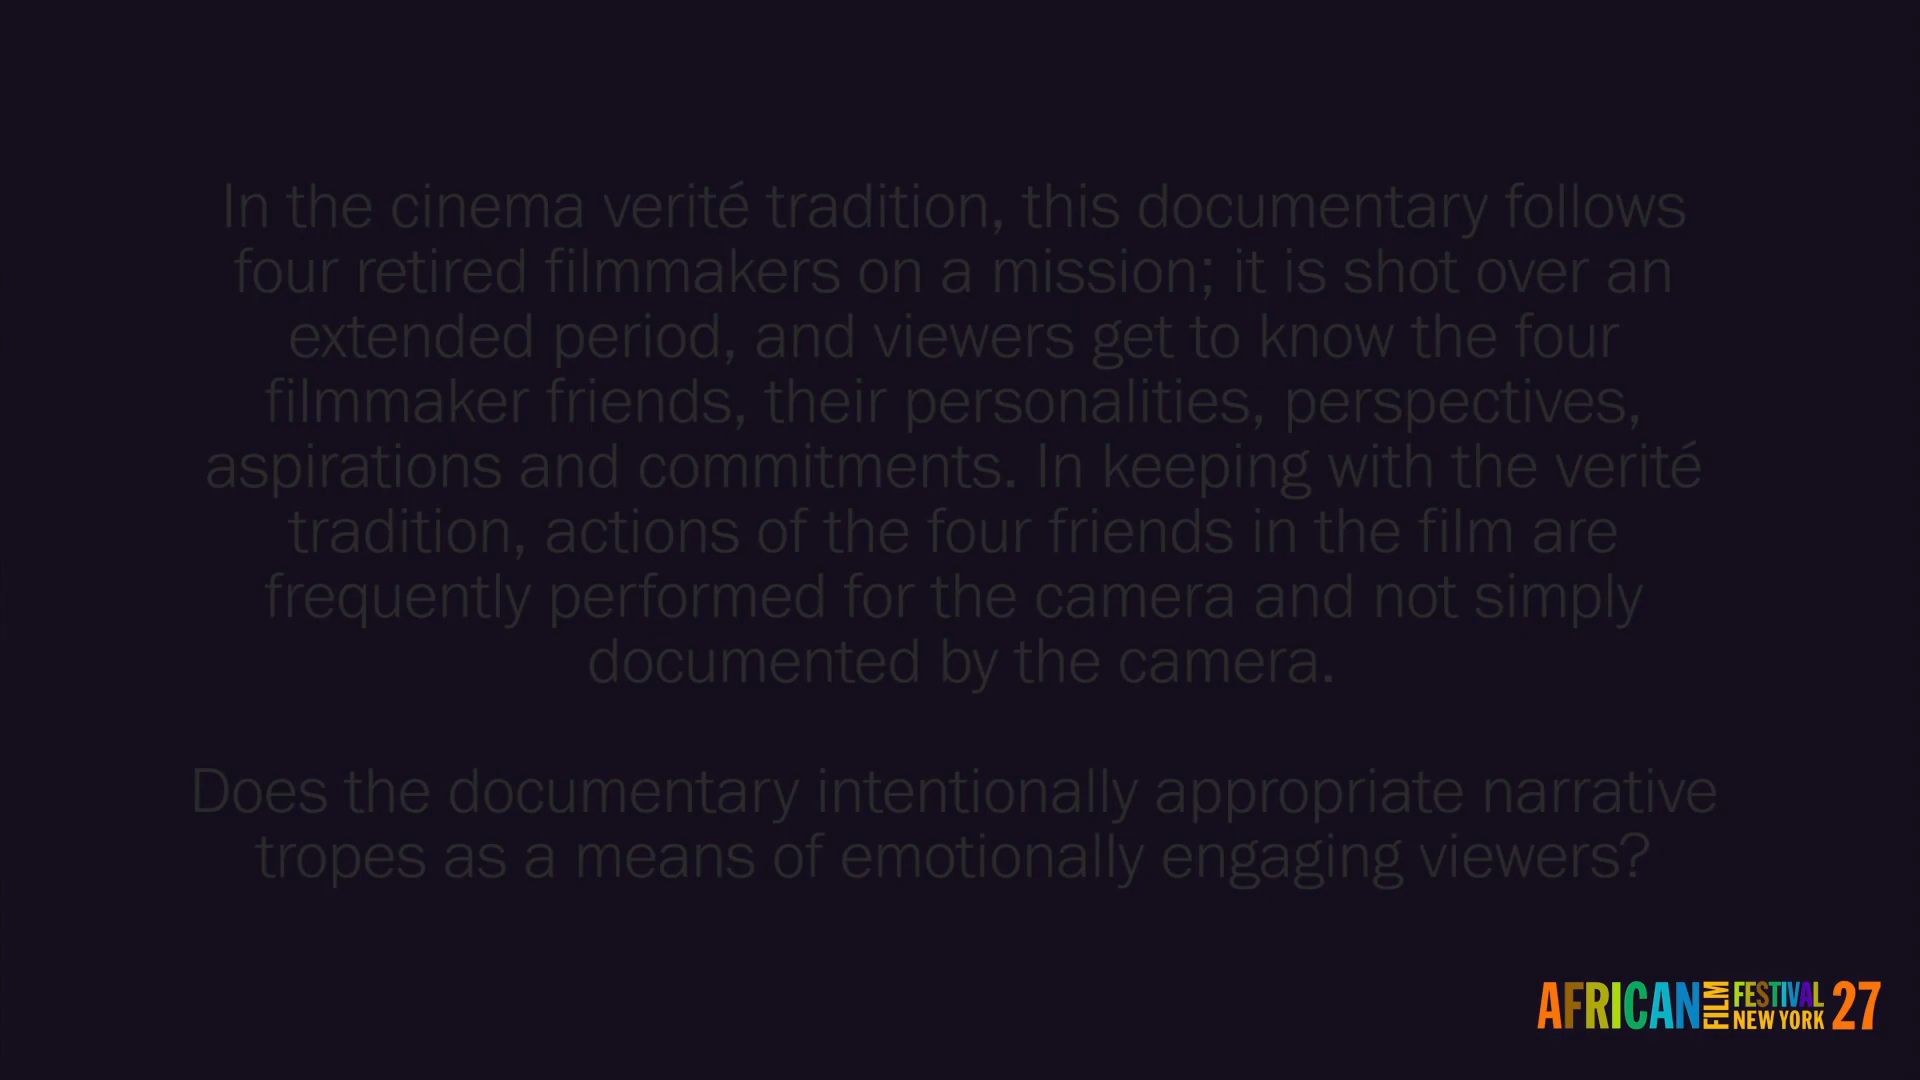 In the cinema verité tradition, this documentary follows
four retired filmmakers on a mission; it is shot over an
extended period, and viewers get to know the four
filmmaker friends, their personalities, perspectives,
aspirations and commitments. In keeping with the verité
tradition, actions of the four friends in the film are
frequently performed for the camera and not simply
documented by the camera.
Does the documentary intentionally appropriate narrative
tropes as a means of emotionally engaging viewers?
AFRICAN FILM FESTIVAL NEW YORK 27